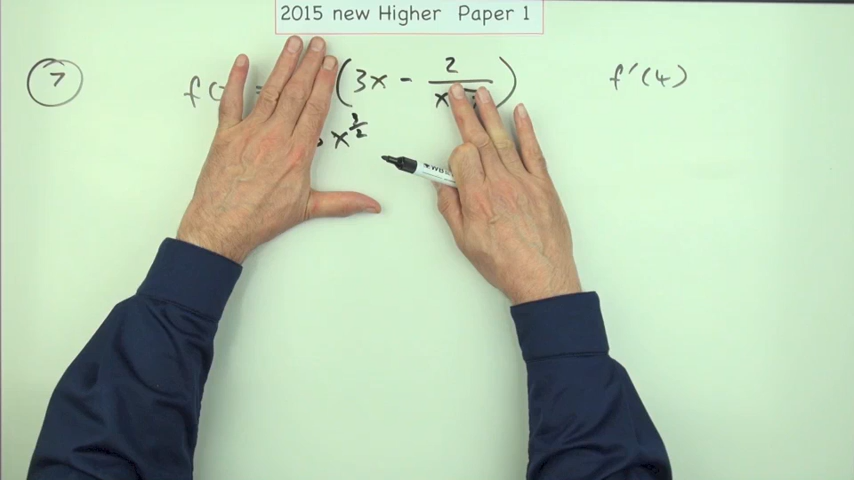 2015 new Higher Paper 1
7 f( = (3x - 2/x ) f'(4)
x^{3/2}